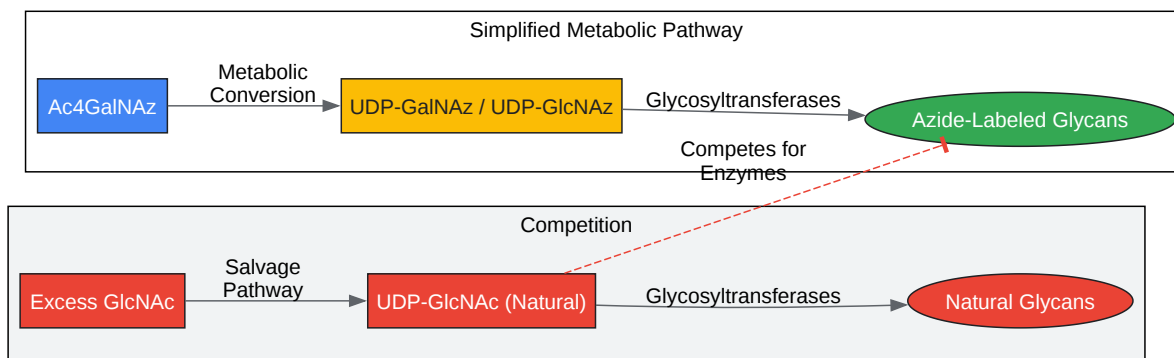 Simplified Metabolic Pathway
Ac4GalNAz
Metabolic
Conversion
UDP-GalNAz / UDP-GlcNAz
Glycosyltransferases
Azide-Labeled Glycans
Competes for
Enzymes
Competition
Excess GlcNAc
Salvage
Pathway
UDP-GlcNAc (Natural)
Glycosyltransferases
Natural Glycans